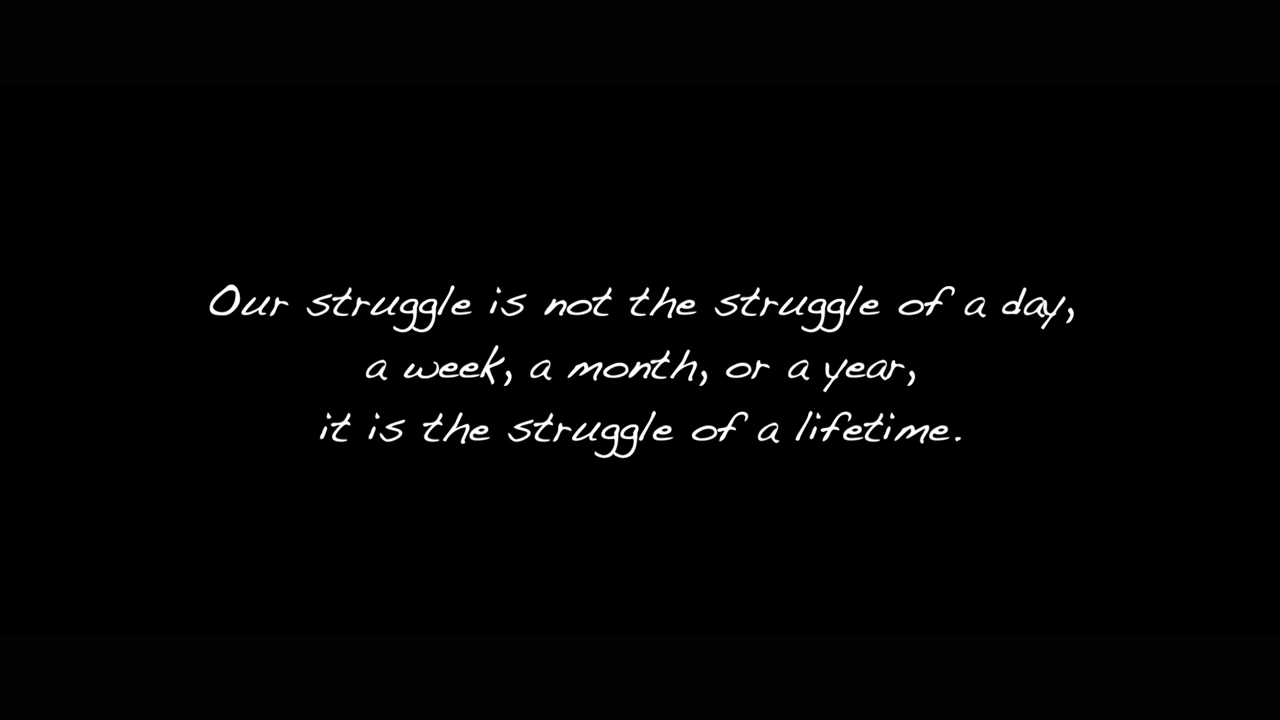 Our struggle is not the struggle of a day,
a week, a month, or a year,
it is the struggle of a lifetime.